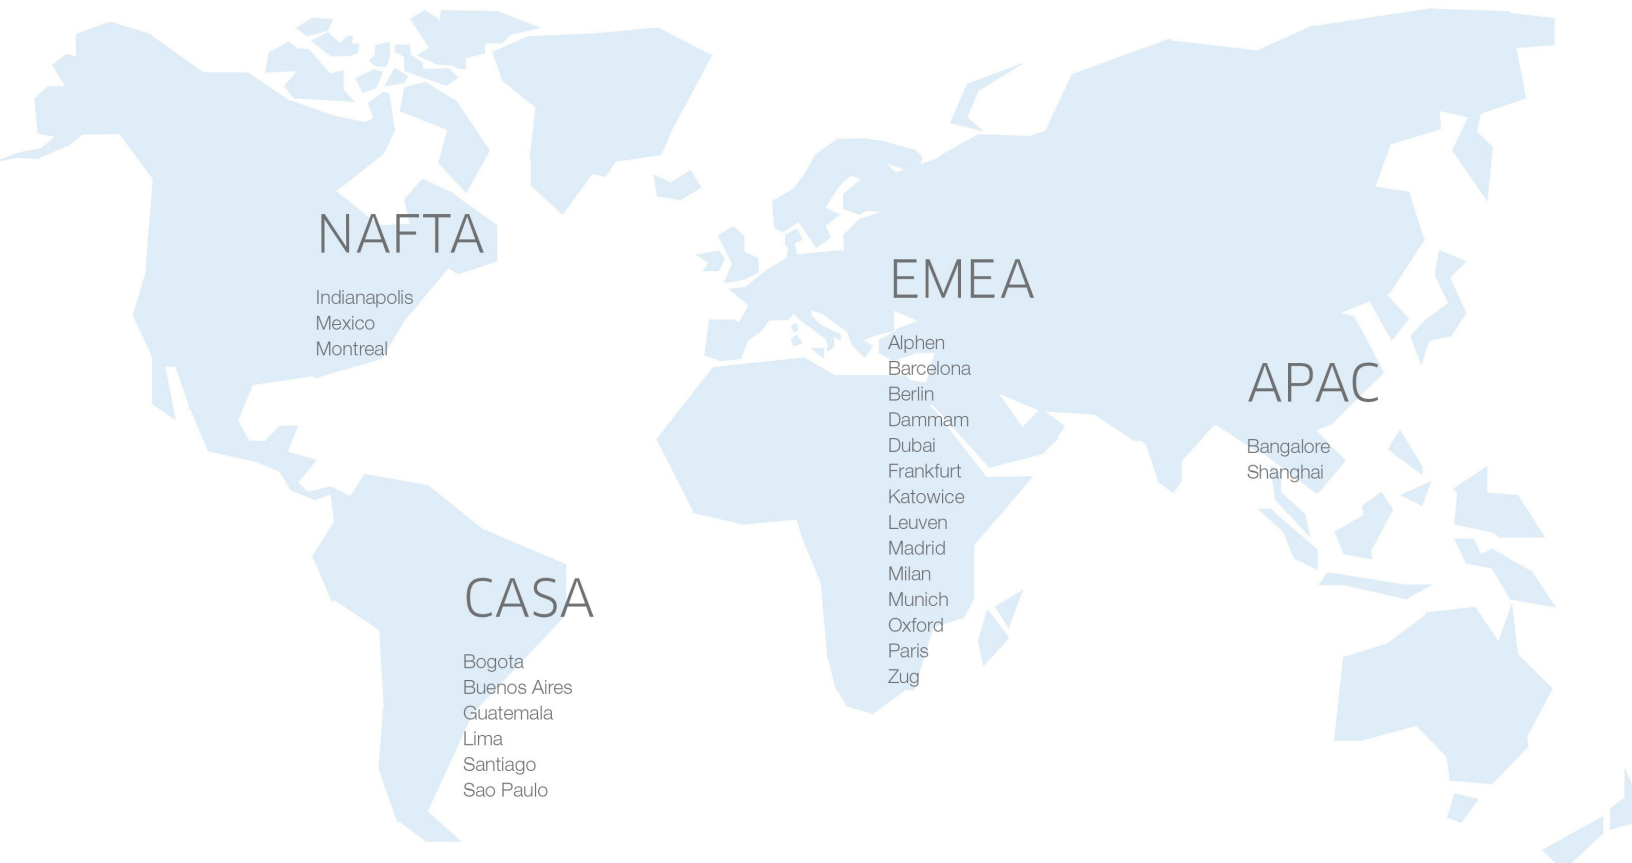 NAFTA
Indianapolis
Mexico
Montreal
EMEA
Alphen
Barcelona
Berlin
Dammam
Dubai
Frankfurt
Katowice
Leuven
Madrid
Milan
Munich
Oxford
Paris
Zug
APAC
Bangalore
Shanghai
CASA
Bogota
Buenos Aires
Guatemala
Lima
Santiago
Sao Paulo